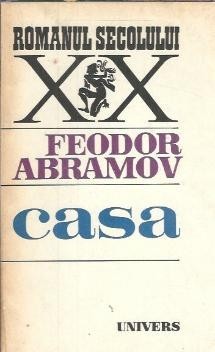 ROMANUL SECOLULUI
XX
FEODOR
ABRAMOV
casa
UNIVERS